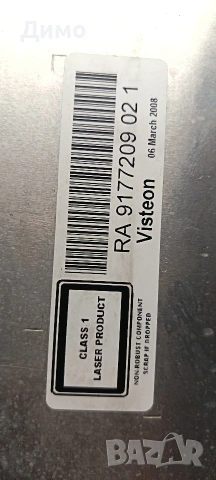 Димо
RA 9177209 02 1
Visteon
06 March 2008
CLASS 1
LASER PRODUCT
NON-ROBUST COMPONENT
SCRAP IF DROPPED
BAZAR